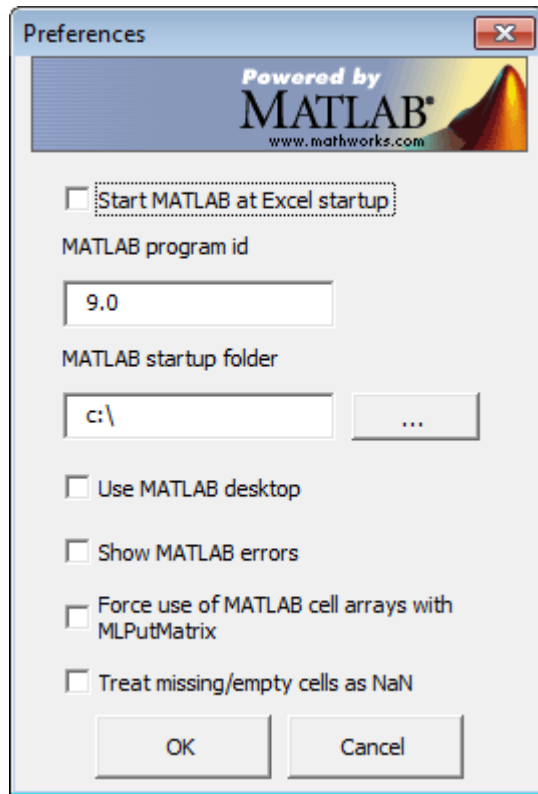 Preferences
Powered by
MATLAB®
www.mathworks.com
Start MATLAB at Excel startup
MATLAB program id
9.0
MATLAB startup folder
c:\
...
Use MATLAB desktop
Show MATLAB errors
Force use of MATLAB cell arrays with
MLPutMatrix
Treat missing/empty cells as NaN
OK
Cancel